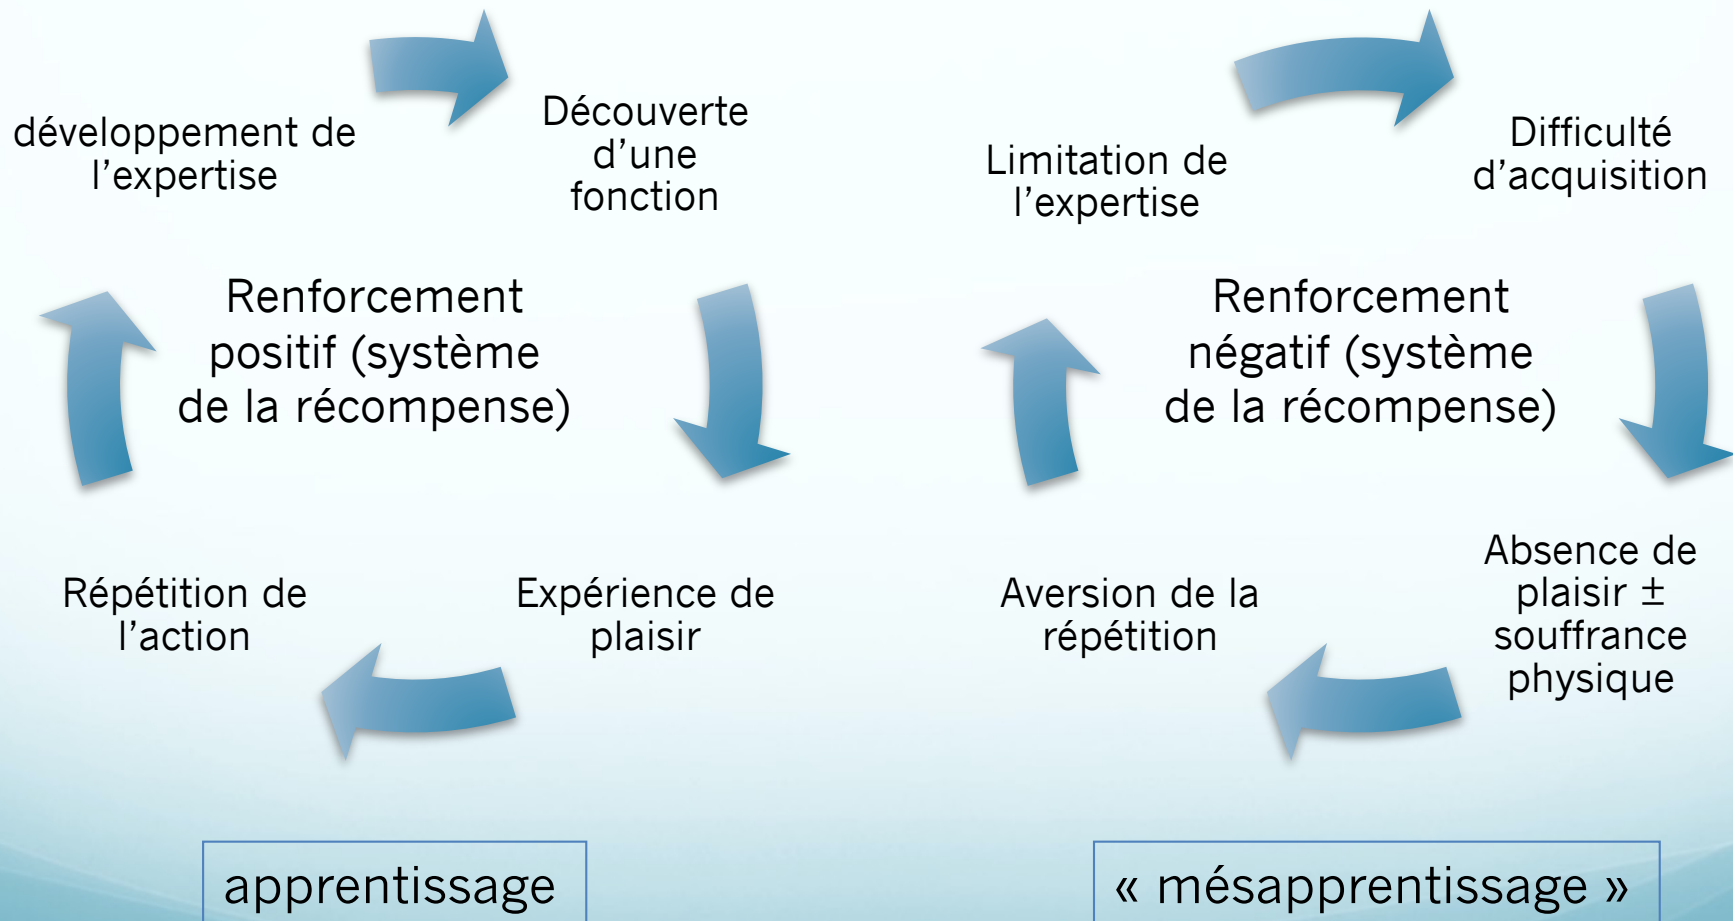 développement de
l’expertise
Découverte
d’une
fonction
Renforcement
positif (système
de la récompense)
Répétition de
l’action
Expérience de
plaisir
apprentissage
Limitation de
l’expertise
Difficulté
d’acquisition
Renforcement
négatif (système
de la récompense)
Aversion de la
répétition
Absence de
plaisir ±
souffrance
physique
« mésapprentissage »